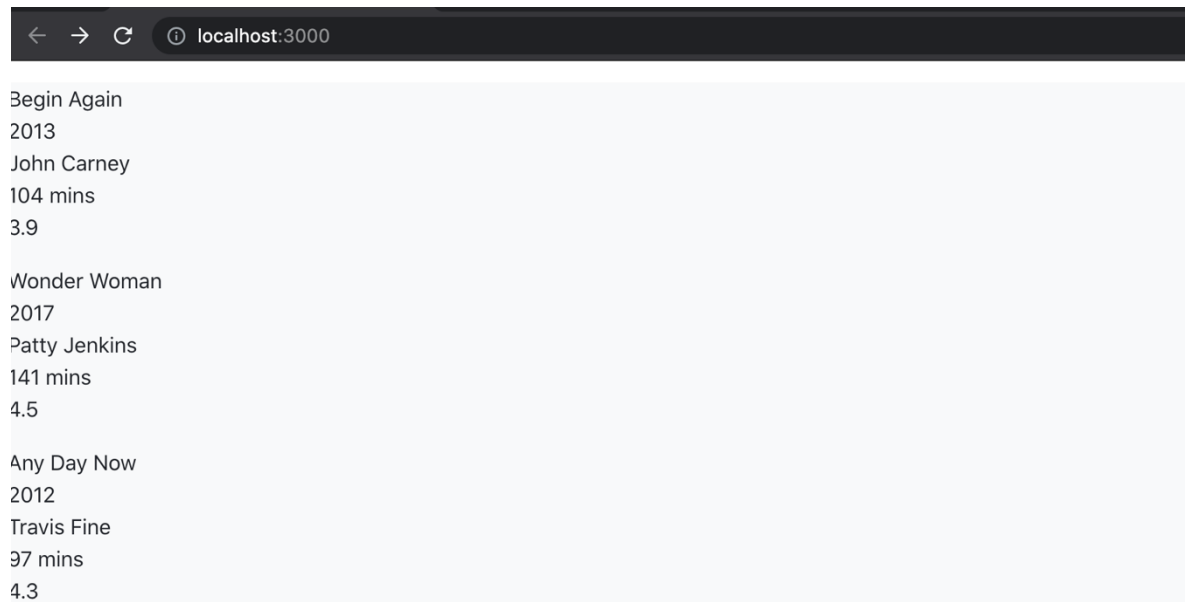 localhost:3000
Begin Again
2013
John Carney
104 mins
3.9
Wonder Woman
2017
Patty Jenkins
141 mins
4.5
Any Day Now
2012
Travis Fine
97 mins
4.3